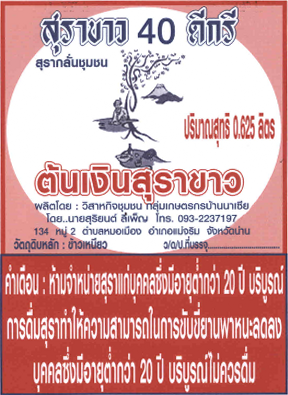 สุราขาว 40 ดีกรี
สุรากลั่นชุมชน
ปริมาณสุทธิ 0.625 ลิตร
ต้นเงินสุราขาว
ผลิตโดย : วิสาหกิจชุมชน กลุ่มเกษตรกรบ้านนาเซีย
โดย..นายสุริยนต์ ลี้เพ็ญ โทร. 093-2237197
134 หมู่ 2 ตำบลหมอเมือง อำเภอแม่จริม จังหวัดน่าน
วัตถุดิบหลัก : ข้าวเหนียว ว/ด/ป.ที่บรรจุ
คำเตือน : ห้ามจำหน่ายสุราแก่บุคคลซึ่งมีอายุต่ำกว่า 20 ปี บริบูรณ์
การดื่มสุราทำให้ความสามารถในการขับขี่ยานพาหนะลดลง
บุคคลซึ่งมีอายุต่ำกว่า 20 ปี บริบูรณ์ไม่ควรดื่ม